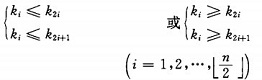 { kᵢ ≤ k₂ᵢ
{ kᵢ ≤ k₂ᵢ₊₁
或 { kᵢ ≥ k₂ᵢ
{ kᵢ ≥ k₂ᵢ₊₁
(i = 1, 2, ⋯, ⌊n/2⌋)